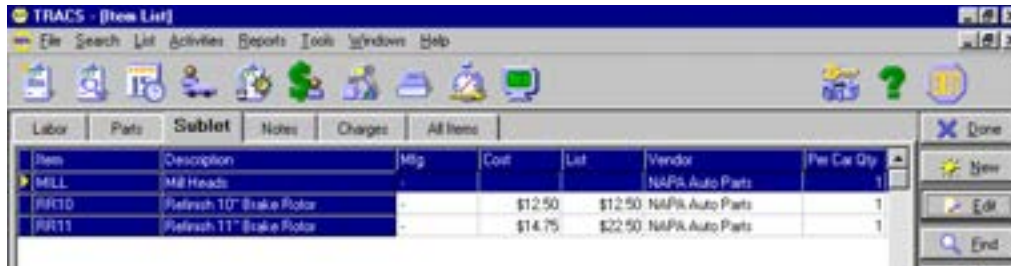 TRACS - [Item List]
File Search List Activities Reports Tools Windows Help
Labor Parts Sublet Notes Charges All Items
Done
Item Description Mfg Cost List Vendor Per Car Qty
New
MILL Mill Heads - NAPA Auto Parts 1
RR10 Refinish 10" Brake Rotor - $12.50 $12.50 NAPA Auto Parts 1
Edit
RR11 Refinish 11" Brake Rotor - $14.75 $22.50 NAPA Auto Parts 1
Find